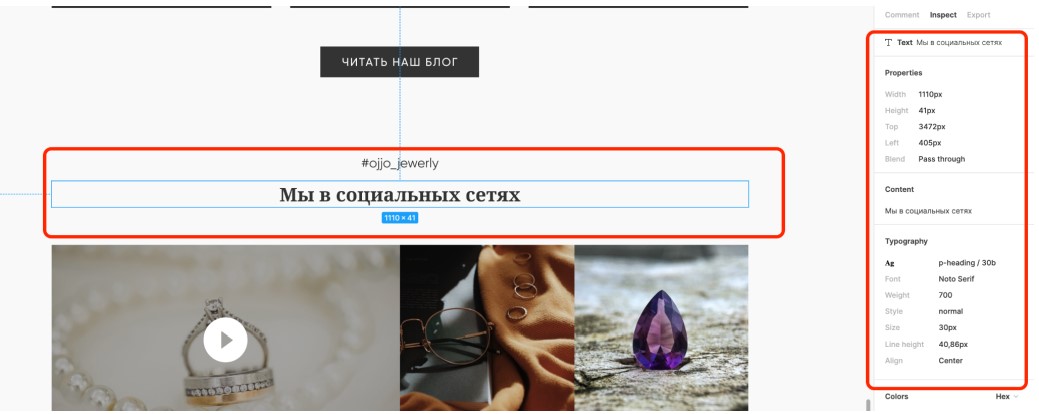 Comment Inspect Export
T Text Мы в социальных сетях
Properties
Width 1110px
Height 41px
Top 3472px
Left 405px
Blend Pass through
Content
Мы в социальных сетях
Typography
Ag p-heading / 30b
Font Noto Serif
Weight 700
Style normal
Size 30px
Line height 40,86px
Align Center
Colors Hex
ЧИТАТЬ НАШ БЛОГ
#ojjo_jewerly
Мы в социальных сетях
1110 × 41